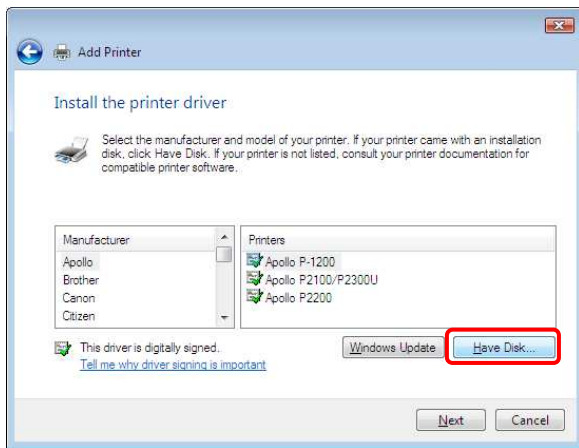 Add Printer
Install the printer driver
Select the manufacturer and model of your printer. If your printer came with an installation
disk, click Have Disk. If your printer is not listed, consult your printer documentation for
compatible printer software.
Manufacturer
Apollo
Brother
Canon
Citizen
Printers
Apollo P-1200
Apollo P2100/P2300U
Apollo P2200
This driver is digitally signed.
Tell me why driver signing is important
Windows Update
Have Disk...
Next
Cancel